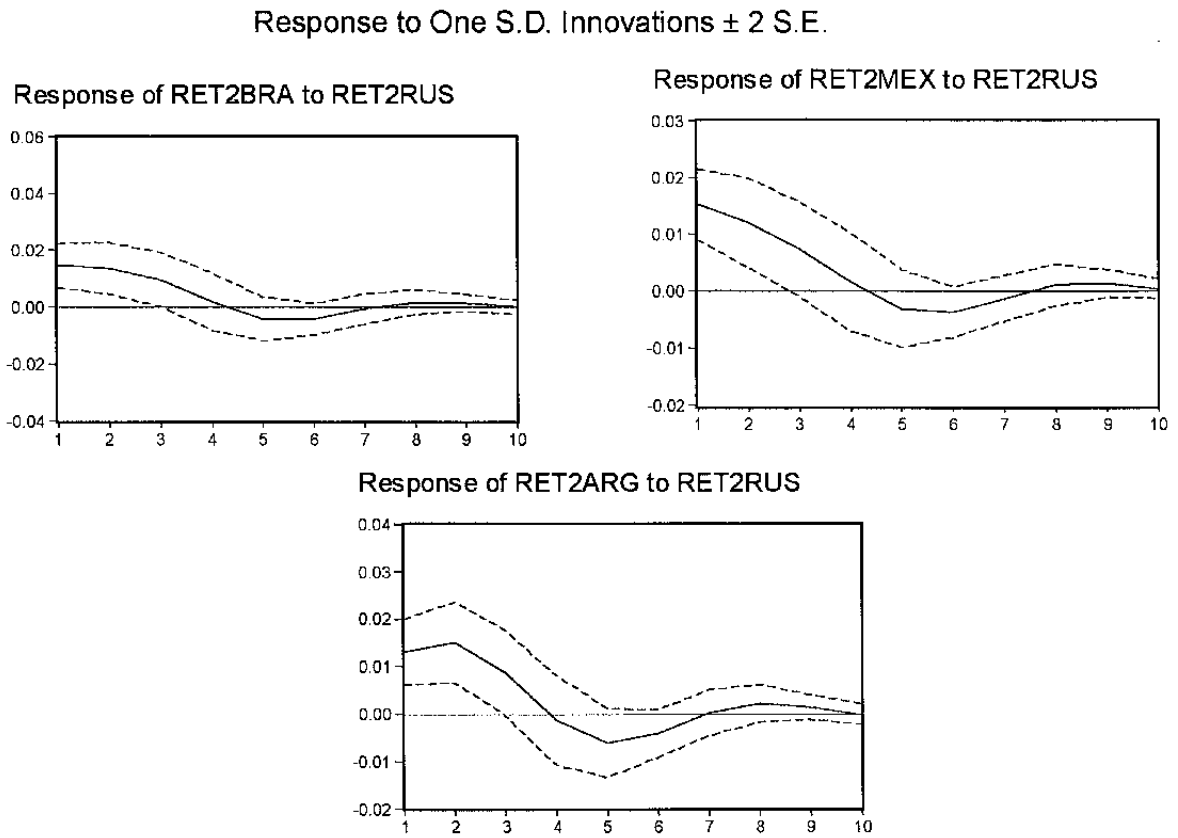 Response to One S.D. Innovations ± 2 S.E.
Response of RET2BRA to RET2RUS
0.06
0.04
0.02
0.00
-0.02
-0.04
1 2 3 4 5 6 7 8 9 10
Response of RET2MEX to RET2RUS
0.03
0.02
0.01
0.00
-0.01
-0.02
1 2 3 4 5 6 7 8 9 10
Response of RET2ARG to RET2RUS
0.04
0.03
0.02
0.01
0.00
-0.01
-0.02
1 2 3 4 5 6 7 8 9 10